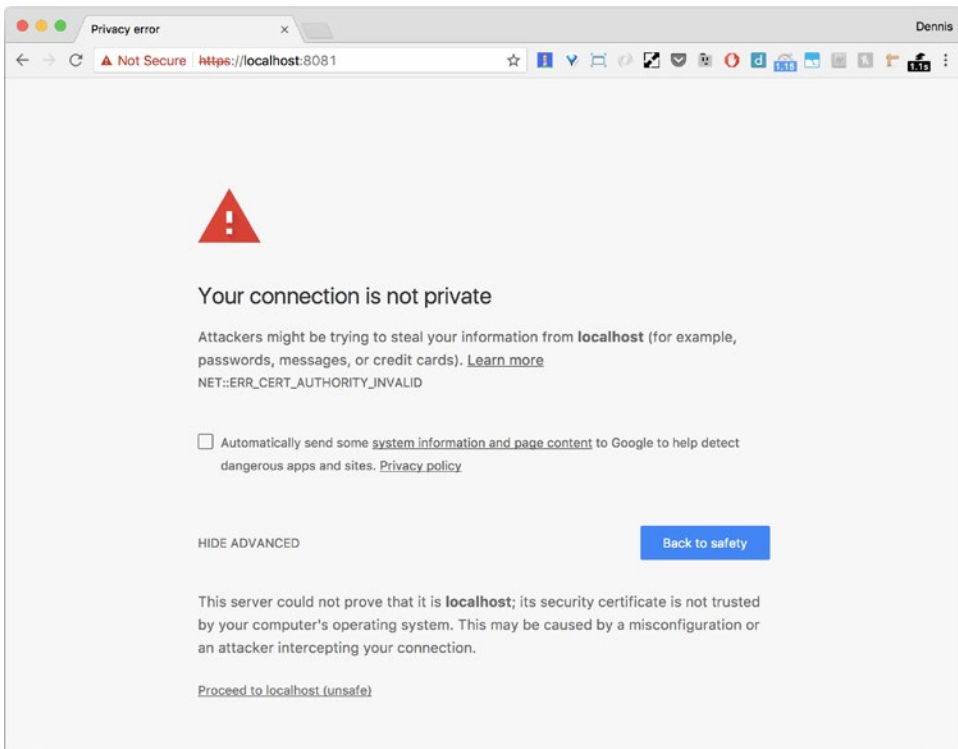 Privacy error
Dennis
Not Secure https://localhost:8081
1.1s
1.1s
Your connection is not private
Attackers might be trying to steal your information from localhost (for example,
passwords, messages, or credit cards). Learn more
NET::ERR_CERT_AUTHORITY_INVALID
Automatically send some system information and page content to Google to help detect
dangerous apps and sites. Privacy policy
HIDE ADVANCED
Back to safety
This server could not prove that it is localhost; its security certificate is not trusted
by your computer's operating system. This may be caused by a misconfiguration or
an attacker intercepting your connection.
Proceed to localhost (unsafe)